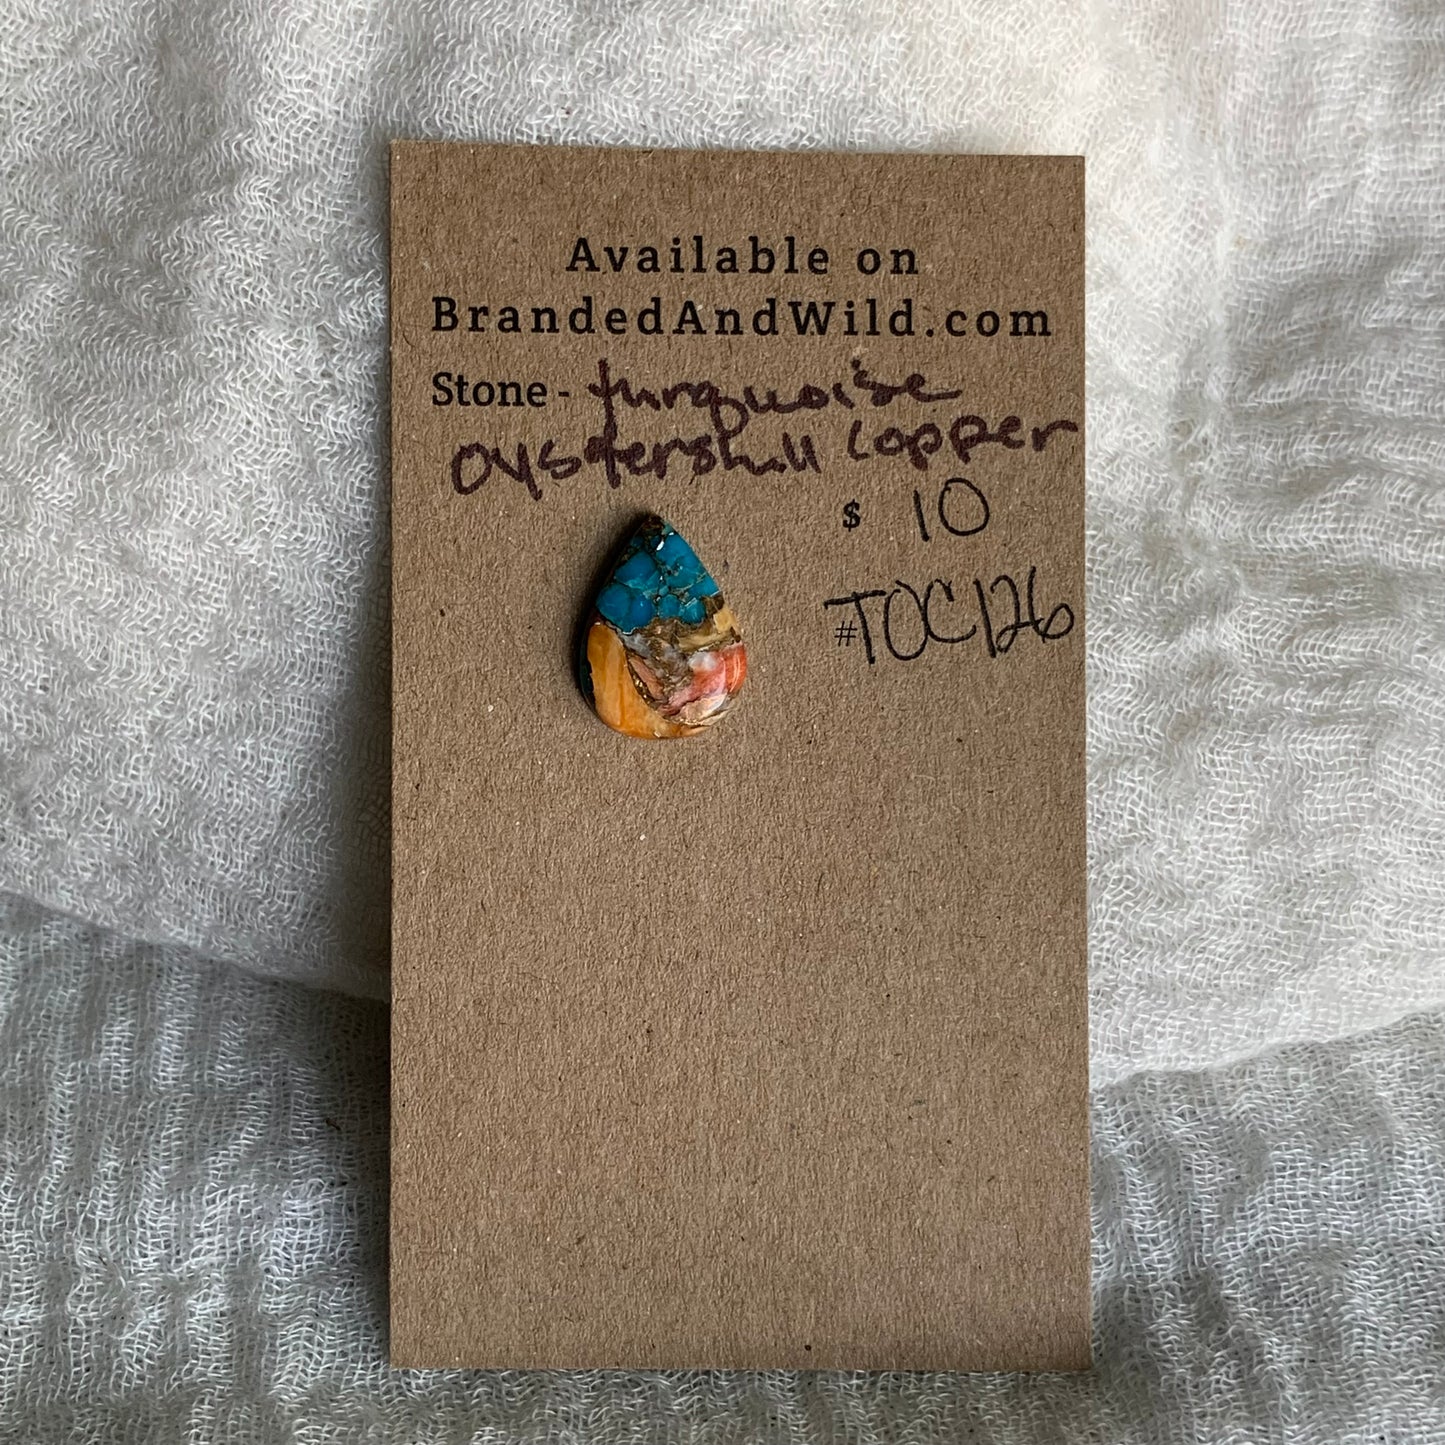 Available on
BrandedAndWild.com
Stone - turquoise
oystershell copper
$ 10
#TOC126